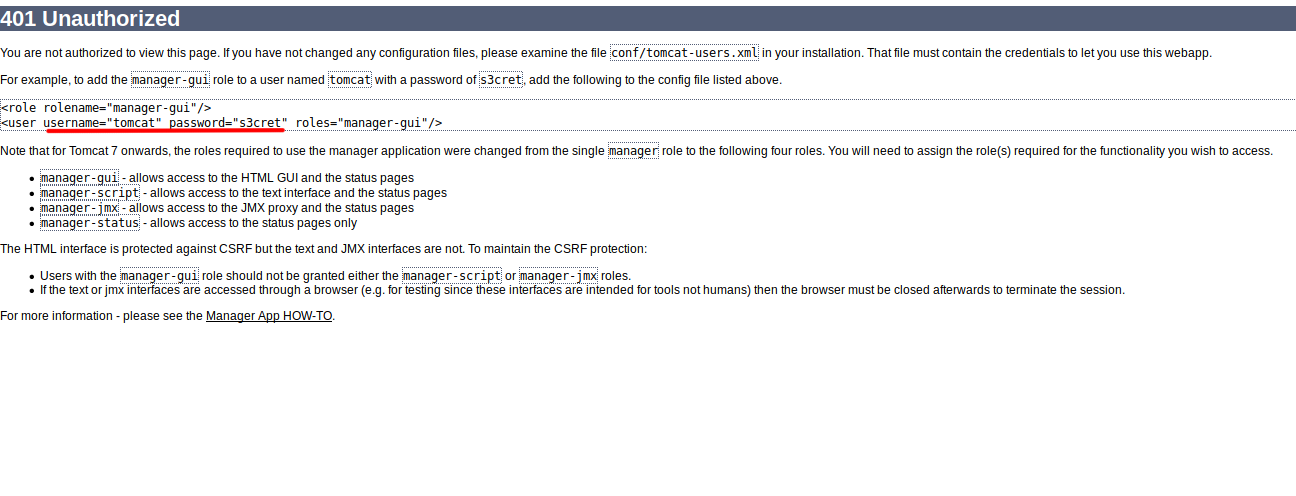 401 Unauthorized
You are not authorized to view this page. If you have not changed any configuration files, please examine the file conf/tomcat-users.xml in your installation. That file must contain the credentials to let you use this webapp.
For example, to add the manager-gui role to a user named tomcat with a password of s3cret, add the following to the config file listed above.
<role rolename="manager-gui"/>
<user username="tomcat" password="s3cret" roles="manager-gui"/>
Note that for Tomcat 7 onwards, the roles required to use the manager application were changed from the single manager role to the following four roles. You will need to assign the role(s) required for the functionality you wish to access.
• manager-gui - allows access to the HTML GUI and the status pages
• manager-script - allows access to the text interface and the status pages
• manager-jmx - allows access to the JMX proxy and the status pages
• manager-status - allows access to the status pages only
The HTML interface is protected against CSRF but the text and JMX interfaces are not. To maintain the CSRF protection:
• Users with the manager-gui role should not be granted either the manager-script or manager-jmx roles.
• If the text or jmx interfaces are accessed through a browser (e.g. for testing since these interfaces are intended for tools not humans) then the browser must be closed afterwards to terminate the session.
For more information - please see the Manager App HOW-TO.